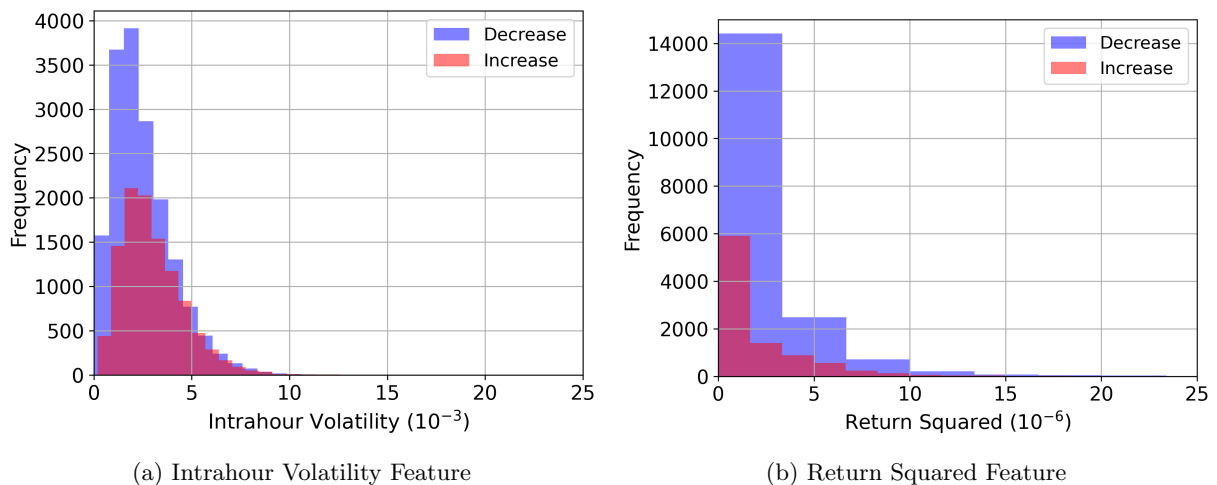 4000
3500
3000
2500
2000
1500
1000
500
0
Frequency
0 5 10 15 20 25
Intrahour Volatility (10⁻³)
Decrease
Increase
(a) Intrahour Volatility Feature
14000
12000
10000
8000
6000
4000
2000
0
Frequency
0 5 10 15 20 25
Return Squared (10⁻⁶)
Decrease
Increase
(b) Return Squared Feature